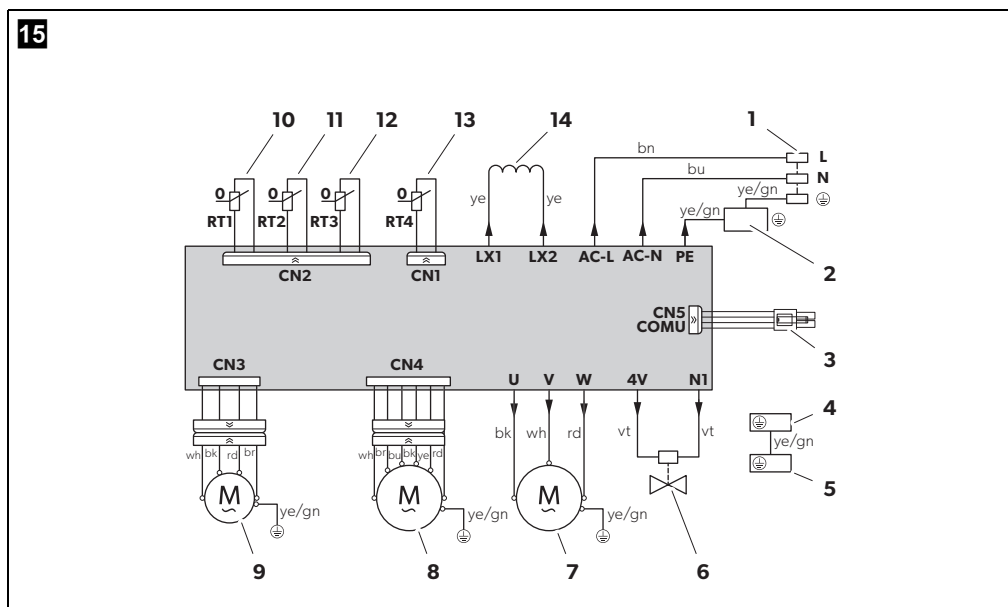 15
10 11 12 13 14 1
bn L
bu N
ye/gn
0 0 0 0 ye ye ye/gn
RT1 RT2 RT3 RT4
2
LX1 LX2 AC-L AC-N PE
CN2 CN1
CN5
COMU
3
CN3 CN4 U V W 4V N1
4
bk wh rd vt vt ye/gn
wh bk rd br wh br bu bk ye rd
5
M M M
ye/gn ye/gn ye/gn
9 8 7 6